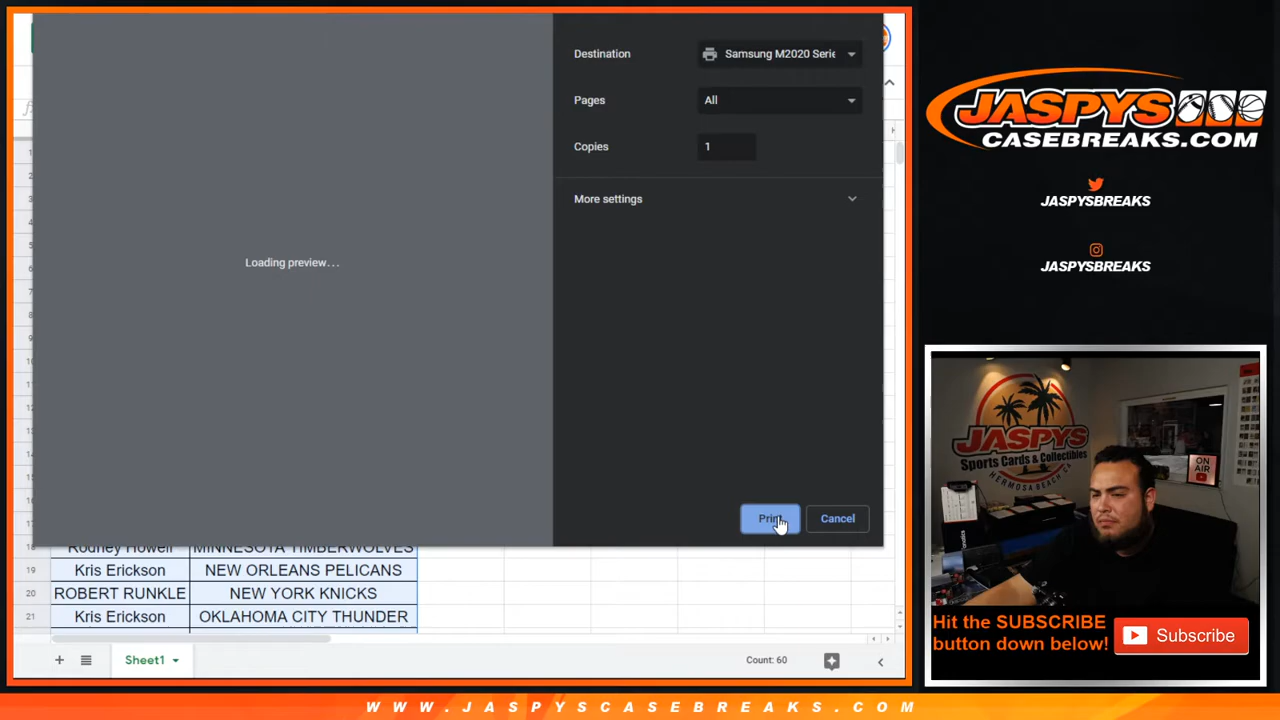 Destination
Samsung M2020 Serie
Pages
All
Copies
1
More settings
Loading preview...
Print
Cancel
18 Rodney Howell MINNESOTA TIMBERWOLVES
19 Kris Erickson NEW ORLEANS PELICANS
20 ROBERT RUNKLE NEW YORK KNICKS
21 Kris Erickson OKLAHOMA CITY THUNDER
Sheet1
Count: 60
JASPYS
CASEBREAKS.COM
JASPYSBREAKS
JASPYSBREAKS
JASPYS
Sports Cards & Collectibles
HERMOSA BEACH, CA
ON
AIR
Hit the SUBSCRIBE
button down below!
Subscribe
WWW.JASPYSCASEBREAKS.COM